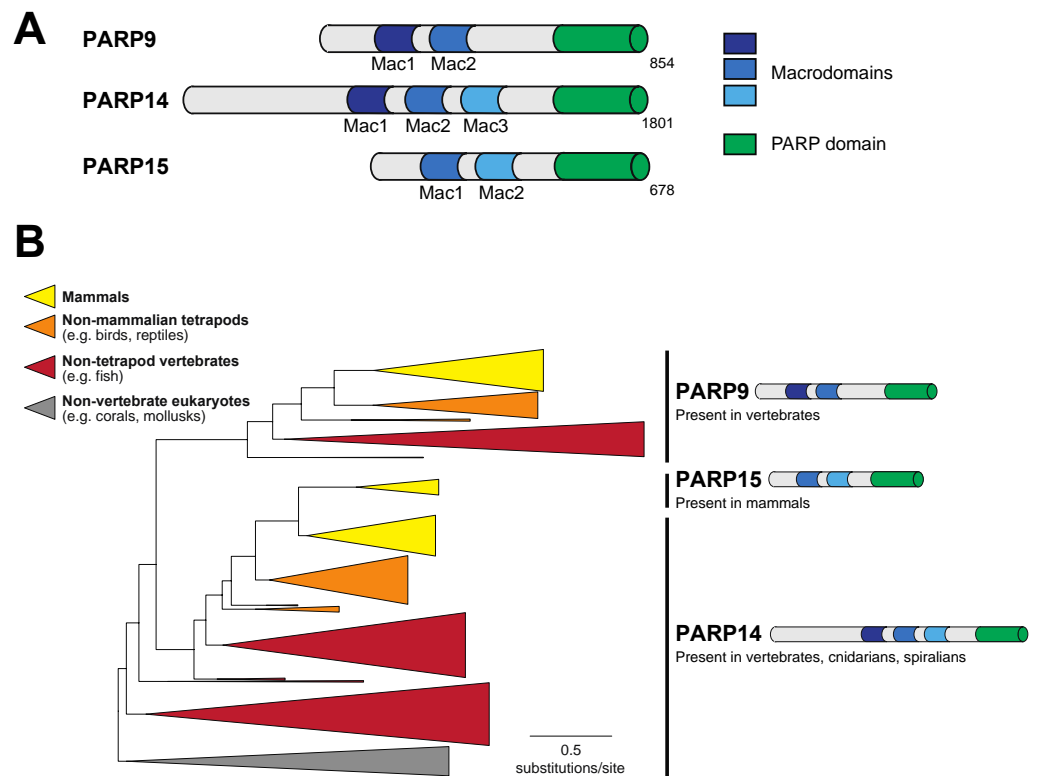 A
PARP9
Mac1 Mac2
854
PARP14
Mac1 Mac2 Mac3
1801
PARP15
Mac1 Mac2
678
Macrodomains
PARP domain
B
Mammals
Non-mammalian tetrapods
(e.g. birds, reptiles)
Non-tetrapod vertebrates
(e.g. fish)
Non-vertebrate eukaryotes
(e.g. corals, mollusks)
PARP9
Present in vertebrates
PARP15
Present in mammals
PARP14
Present in vertebrates, cnidarians, spiralians
0.5
substitutions/site